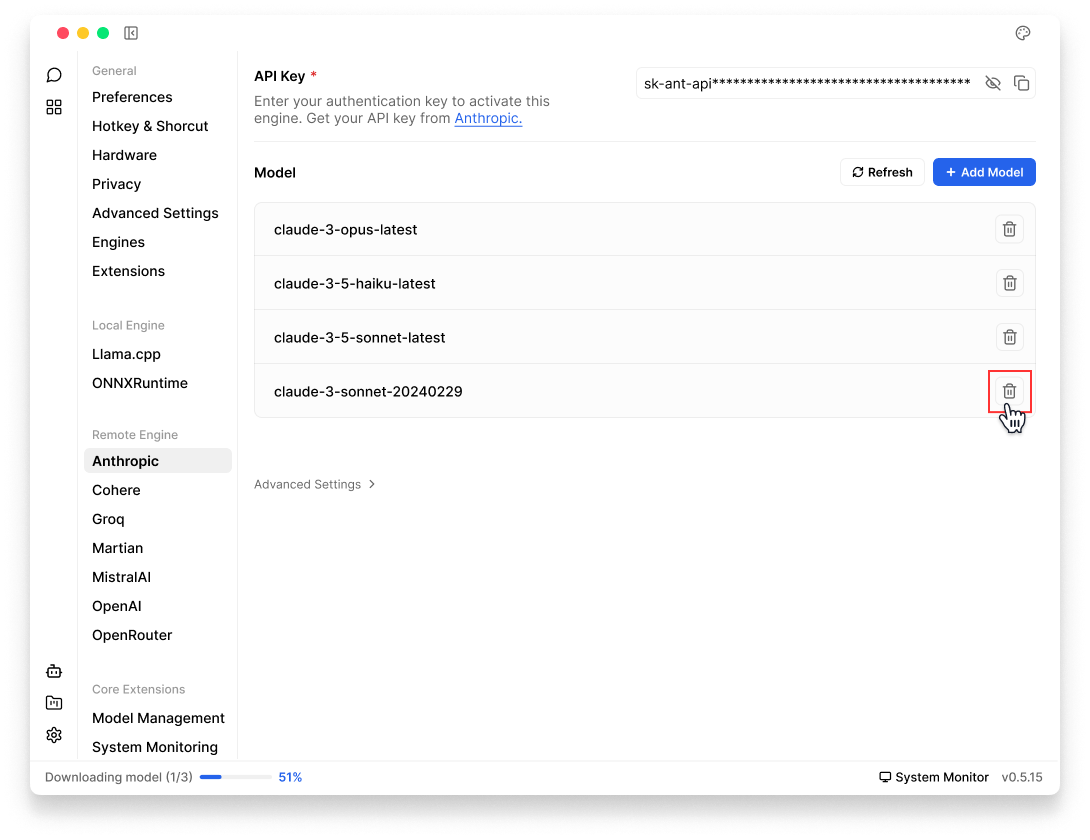 General
Preferences
Hotkey & Shorcut
Hardware
Privacy
Advanced Settings
Engines
Extensions
Local Engine
Llama.cpp
ONNXRuntime
Remote Engine
Anthropic
Cohere
Groq
Martian
MistralAI
OpenAI
OpenRouter
Core Extensions
Model Management
System Monitoring
API Key *
Enter your authentication key to activate this
engine. Get your API key from Anthropic.
sk-ant-api*************************************
Model
Refresh
+ Add Model
claude-3-opus-latest
claude-3-5-haiku-latest
claude-3-5-sonnet-latest
claude-3-sonnet-20240229
Advanced Settings
Downloading model (1/3) 51%
System Monitor v0.5.15